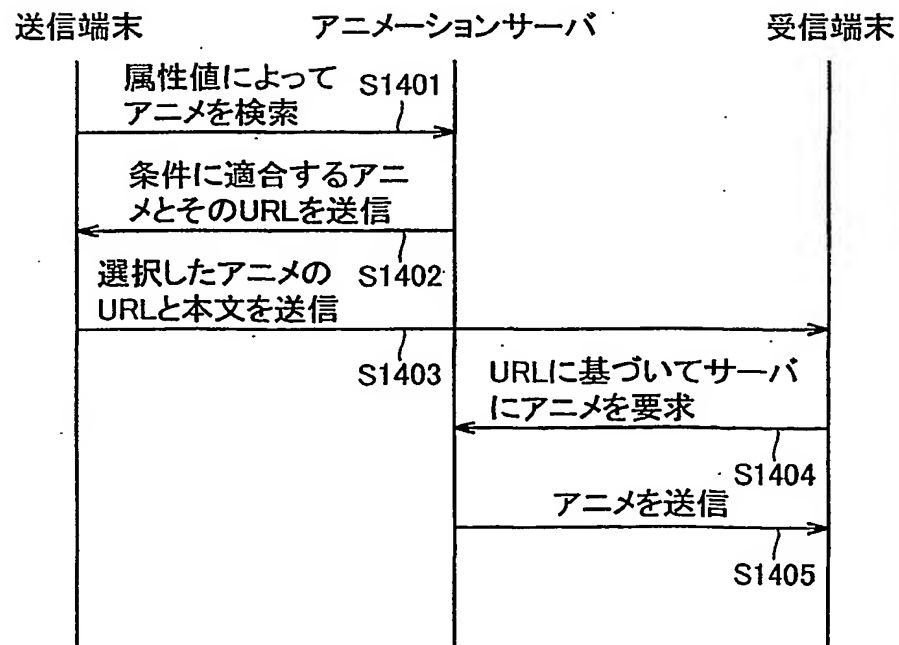 送信端末 アニメーションサーバ 受信端末
属性値によって
アニメを検索
S1401
条件に適合するアニ
メとそのURLを送信
S1402
選択したアニメの
URLと本文を送信
S1403
URLに基づいてサーバ
にアニメを要求
S1404
アニメを送信
S1405